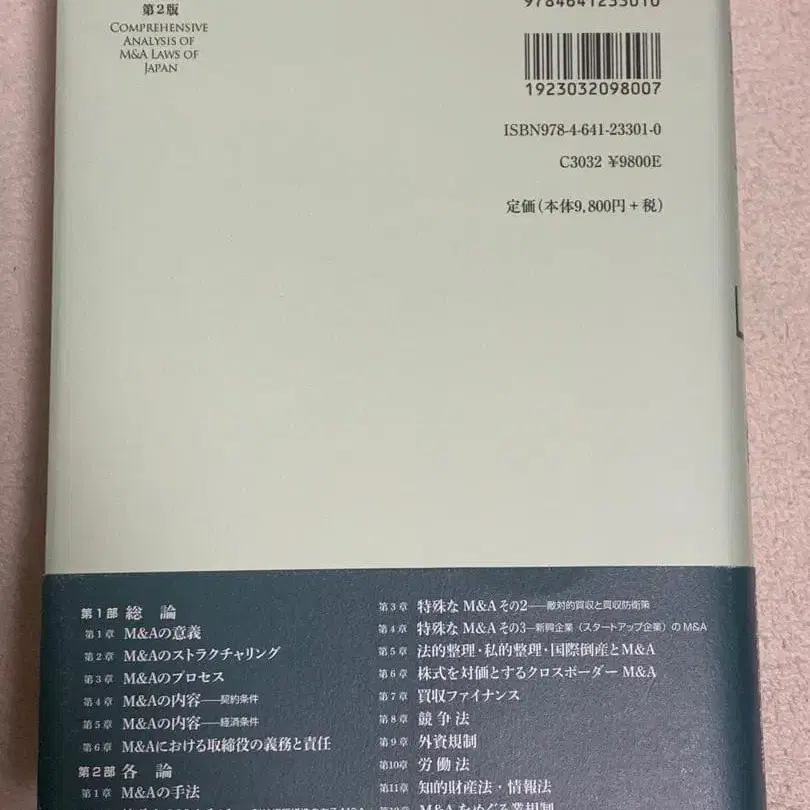 第2版
COMPREHENSIVE
ANALYSIS OF
M&A LAWS OF
JAPAN
9784641233010
1923032098007
ISBN978-4-641-23301-0
C3032 ¥9800E
定価(本体9,800円+税)
第1部 総 論
第1章 M&Aの意義
第2章 M&Aのストラクチャリング
第3章 M&Aのプロセス
第4章 M&Aの内容——契約条件
第5章 M&Aの内容——経済条件
第6章 M&Aにおける取締役の義務と責任
第2部 各 論
第1章 M&Aの手法
第3章 特殊なM&Aその2——敵対的買収と買収防衛策
第4章 特殊なM&Aその3—新興企業(スタートアップ企業)のM&A
第5章 法的整理・私的整理・国際倒産とM&A
第6章 株式を対価とするクロスボーダーM&A
第7章 買収ファイナンス
第8章 競争法
第9章 外資規制
第10章 労働法
第11章 知的財産法・情報法
M&Aをめぐる業規制